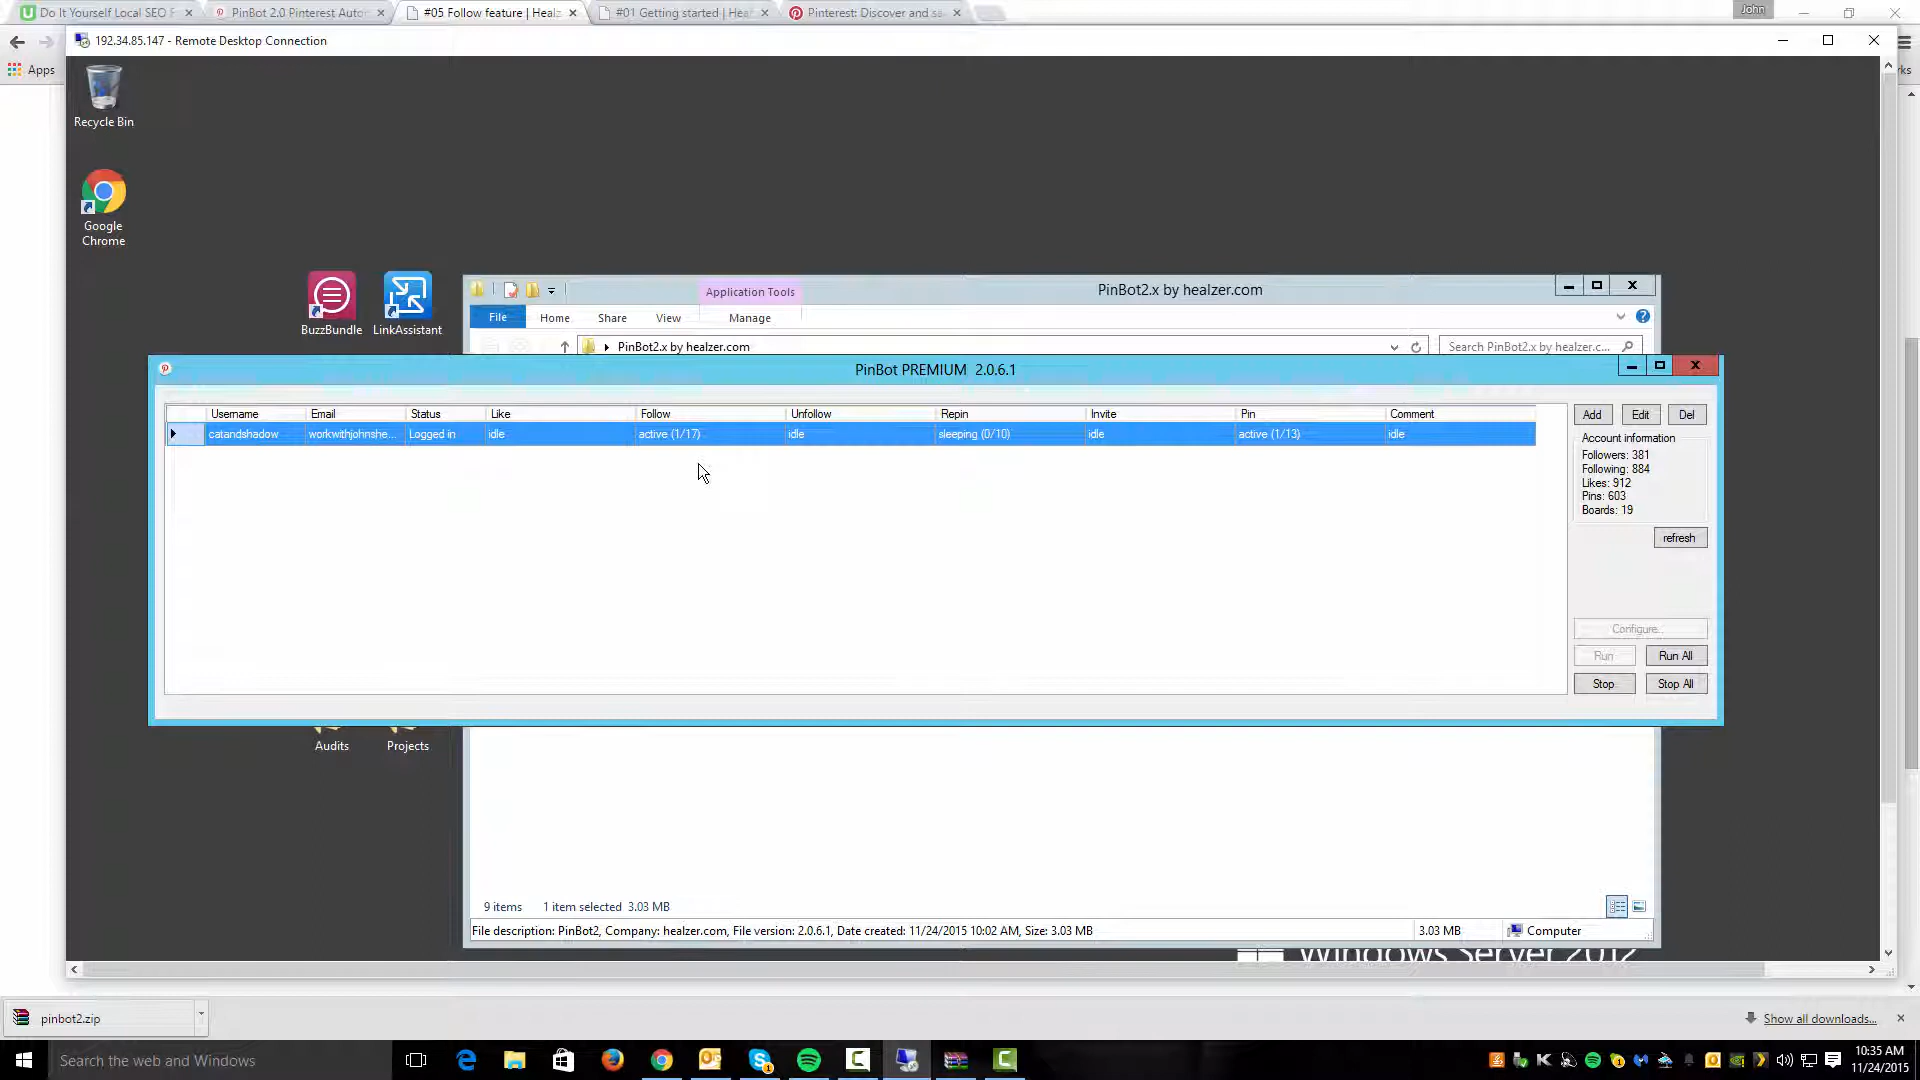 Do It Yourself Local SEO F
PinBot 2.0 Pinterest Autom
#05 Follow feature | Healz
#01 Getting started | Hea
Pinterest: Discover and sa
John
192.34.85.147 - Remote Desktop Connection
Apps
rks
Recycle Bin
Google
Chrome
BuzzBundle
LinkAssistant
Application Tools
PinBot2.x by healzer.com
File
Home
Share
View
Manage
PinBot2.x by healzer.com
Search PinBot2.x by healzer.c...
PinBot PREMIUM 2.0.6.1
Username Email Status Like Follow Unfollow Repin Invite Pin Comment
catandshadow workwithjohnshe... Logged in idle active (1/17) idle sleeping (0/10) idle active (1/13) idle
Add Edit Del
Account information
Followers: 381
Following: 884
Likes: 912
Pins: 603
Boards: 19
refresh
Configure...
Run Run All
Stop Stop All
Audits
Projects
9 items 1 item selected 3.03 MB
File description: PinBot2, Company: healzer.com, File version: 2.0.6.1, Date created: 11/24/2015 10:02 AM, Size: 3.03 MB
3.03 MB
Computer
Windows Server 2012
pinbot2.zip
Show all downloads...
Search the web and Windows
10:35 AM
11/24/2015